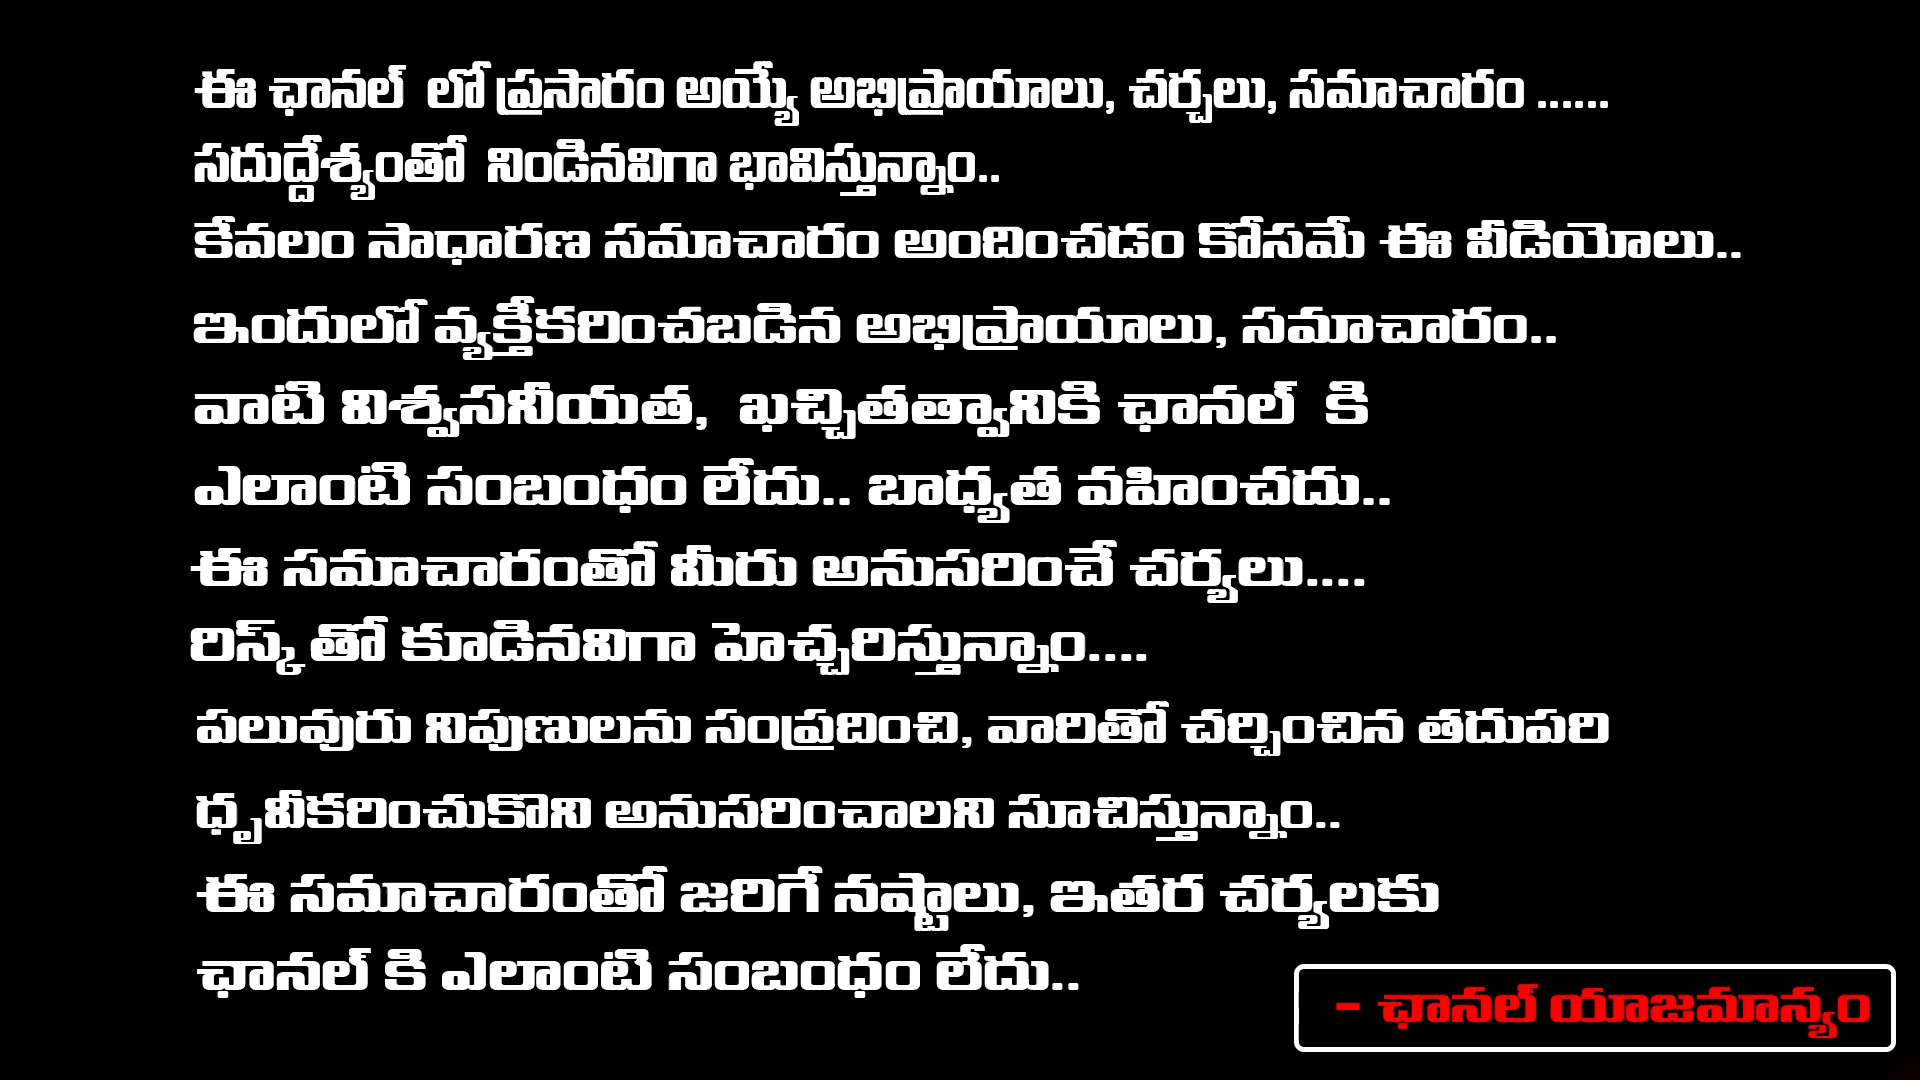 ఈ ఛానల్ లో ప్రసారం అయ్యే అభిప్రాయాలు, చర్చలు, సమాచారం ......
సదుద్దేశ్యంతో నిండినవిగా భావిస్తున్నాం..
కేవలం సాధారణ సమాచారం అందించడం కోసమే ఈ వీడియోలు..
ఇందులో వ్యక్తీకరించబడిన అభిప్రాయాలు, సమాచారం..
వాటి విశ్వసనీయత, ఖచ్చితత్వానికి ఛానల్ కి
ఎలాంటి సంబంధం లేదు.. బాధ్యత వహించదు..
ఈ సమాచారంతో మీరు అనుసరించే చర్యలు....
రిస్క్ తో కూడినవిగా హెచ్చరిస్తున్నాం....
పలువురు నిపుణులను సంప్రదించి, వారితో చర్చించిన తదుపరి
ధృవీకరించుకొని అనుసరించాలని సూచిస్తున్నాం..
ఈ సమాచారంతో జరిగే నష్టాలు, ఇతర చర్యలకు
ఛానల్ కి ఎలాంటి సంబంధం లేదు..
- ఛానల్ యాజమాన్యం